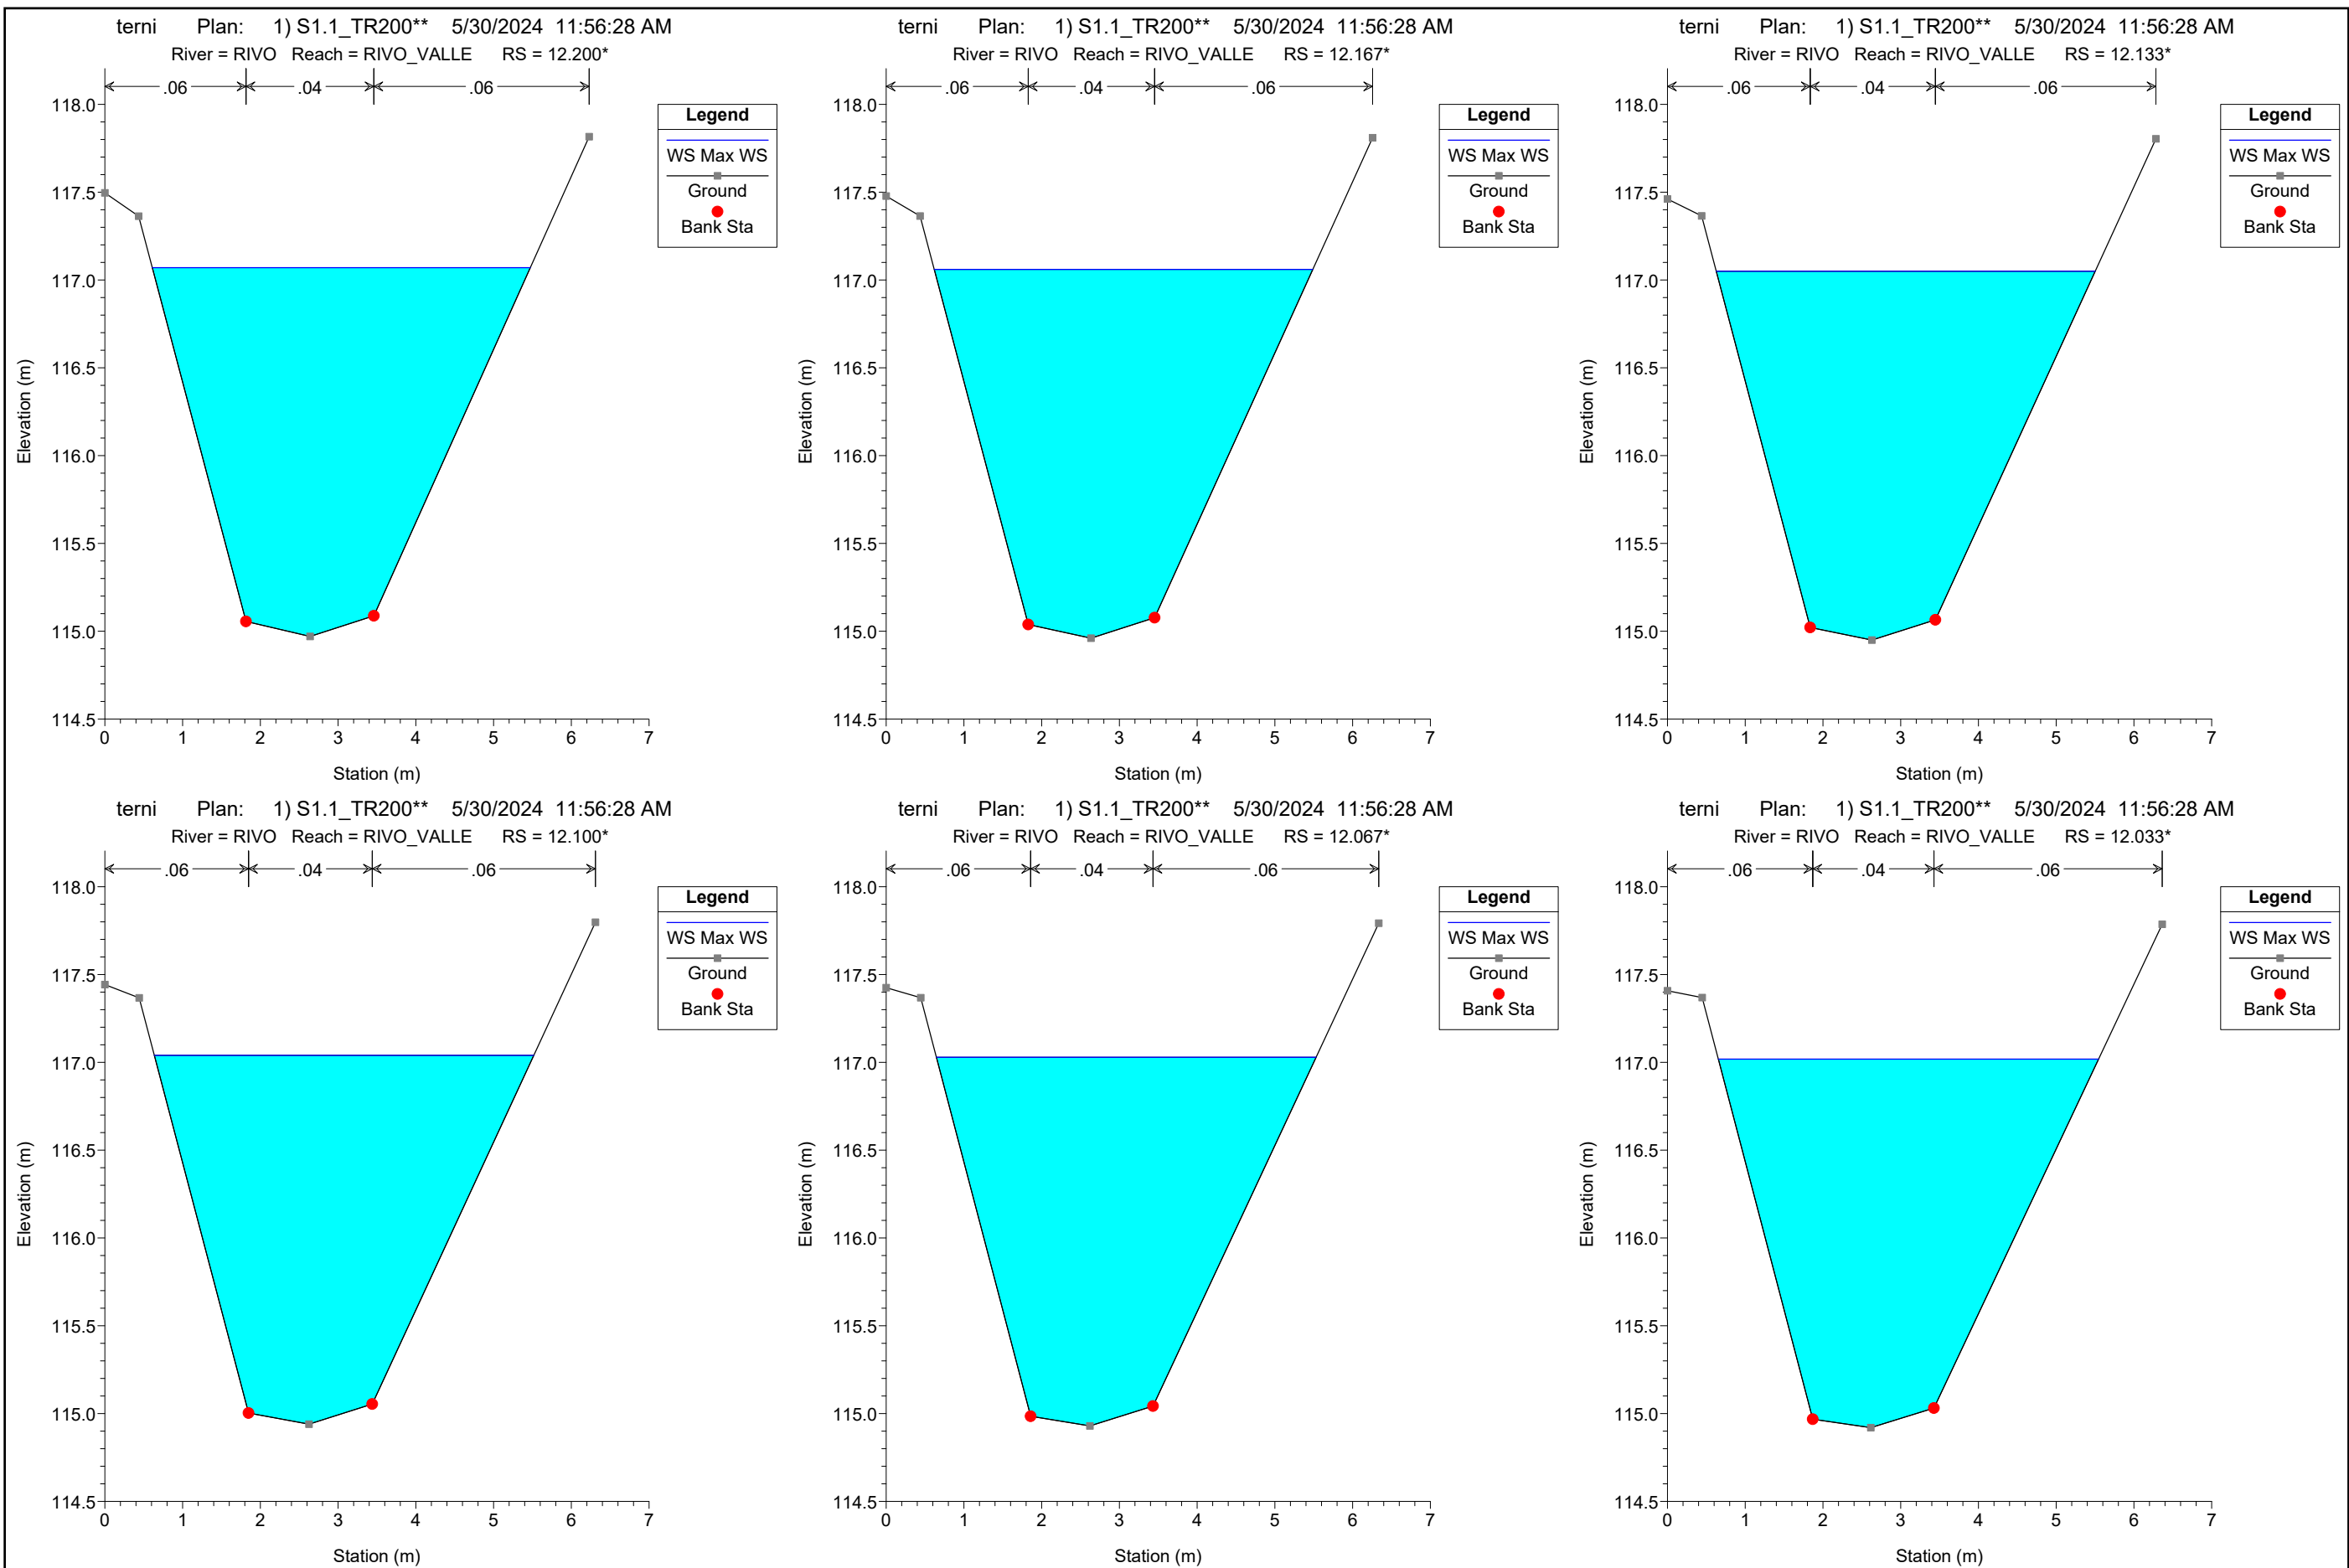 terni Plan: 1) S1.1_TR200** 5/30/2024 11:56:28 AM
River = RIVO Reach = RIVO_VALLE RS = 12.200*
.06 .04 .06
118.0
117.5
117.0
116.5
116.0
115.5
115.0
114.5
Elevation (m)
0 1 2 3 4 5 6 7
Station (m)
Legend
WS Max WS
Ground
Bank Sta
terni Plan: 1) S1.1_TR200** 5/30/2024 11:56:28 AM
River = RIVO Reach = RIVO_VALLE RS = 12.167*
.06 .04 .06
118.0
117.5
117.0
116.5
116.0
115.5
115.0
114.5
Elevation (m)
0 1 2 3 4 5 6 7
Station (m)
Legend
WS Max WS
Ground
Bank Sta
terni Plan: 1) S1.1_TR200** 5/30/2024 11:56:28 AM
River = RIVO Reach = RIVO_VALLE RS = 12.133*
.06 .04 .06
118.0
117.5
117.0
116.5
116.0
115.5
115.0
114.5
Elevation (m)
0 1 2 3 4 5 6 7
Station (m)
Legend
WS Max WS
Ground
Bank Sta
terni Plan: 1) S1.1_TR200** 5/30/2024 11:56:28 AM
River = RIVO Reach = RIVO_VALLE RS = 12.100*
.06 .04 .06
118.0
117.5
117.0
116.5
116.0
115.5
115.0
114.5
Elevation (m)
0 1 2 3 4 5 6 7
Station (m)
Legend
WS Max WS
Ground
Bank Sta
terni Plan: 1) S1.1_TR200** 5/30/2024 11:56:28 AM
River = RIVO Reach = RIVO_VALLE RS = 12.067*
.06 .04 .06
118.0
117.5
117.0
116.5
116.0
115.5
115.0
114.5
Elevation (m)
0 1 2 3 4 5 6 7
Station (m)
Legend
WS Max WS
Ground
Bank Sta
terni Plan: 1) S1.1_TR200** 5/30/2024 11:56:28 AM
River = RIVO Reach = RIVO_VALLE RS = 12.033*
.06 .04 .06
118.0
117.5
117.0
116.5
116.0
115.5
115.0
114.5
Elevation (m)
0 1 2 3 4 5 6 7
Station (m)
Legend
WS Max WS
Ground
Bank Sta